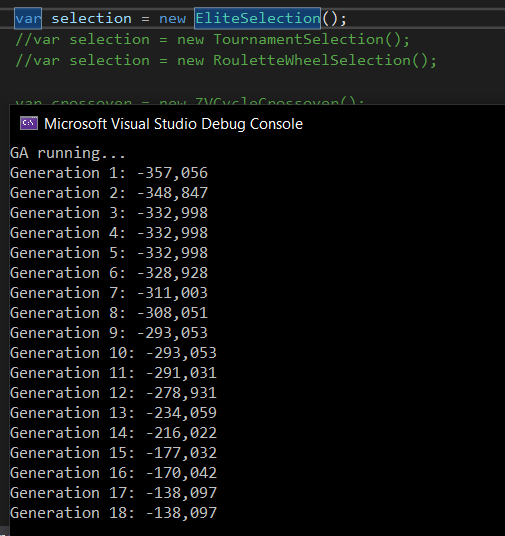 var selection = new EliteSelection();
//var selection = new TournamentSelection();
//var selection = new RouletteWheelSelection();
var crossover = new ZVCycleCrossover();
Microsoft Visual Studio Debug Console
GA running...
Generation 1: -357,056
Generation 2: -348,847
Generation 3: -332,998
Generation 4: -332,998
Generation 5: -332,998
Generation 6: -328,928
Generation 7: -311,003
Generation 8: -308,051
Generation 9: -293,053
Generation 10: -293,053
Generation 11: -291,031
Generation 12: -278,931
Generation 13: -234,059
Generation 14: -216,022
Generation 15: -177,032
Generation 16: -170,042
Generation 17: -138,097
Generation 18: -138,097